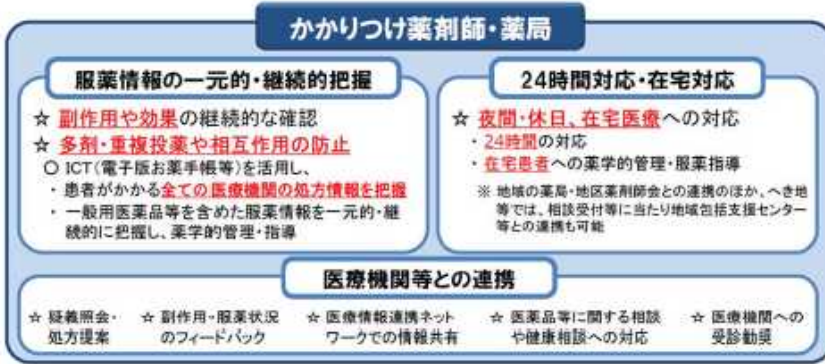 かかりつけ薬剤師・薬局
服薬情報の一元的・継続的把握
☆ 副作用や効果の継続的な確認
☆ 多剤・重複投薬や相互作用の防止
○ ICT(電子版お薬手帳等)を活用し、
・ 患者がかかる全ての医療機関の処方情報を把握
・ 一般用医薬品等を含めた服薬情報を一元的・継
続的に把握し、薬学的管理・指導
24時間対応・在宅対応
☆ 夜間・休日、在宅医療への対応
・ 24時間の対応
・ 在宅患者への薬学的管理・服薬指導
※ 地域の薬局・地区薬剤師会との連携のほか、へき地
等では、相談受付等に当たり地域包括支援センター
等との連携も可能
医療機関等との連携
☆ 疑義照会・
処方提案
☆ 副作用・服薬状況
のフィードバック
☆ 医療情報連携ネット
ワークでの情報共有
☆ 医薬品等に関する相談
や健康相談への対応
☆ 医療機関への
受診勧奨